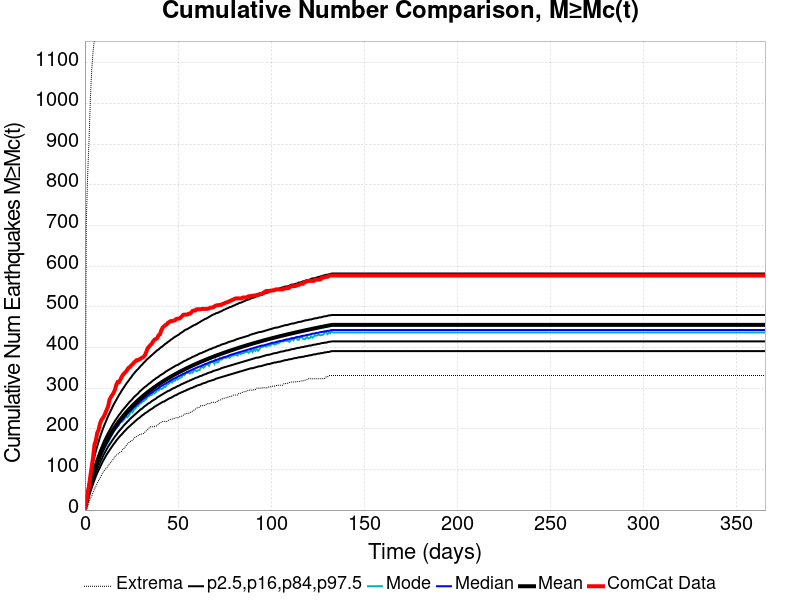 Cumulative Number Comparison, M≥Mc(t)
Cumulative Num Earthquakes M≥Mc(t)
1100
1000
900
800
700
600
500
400
300
200
100
0
0 50 100 150 200 250 300 350
Time (days)
Extrema p2.5,p16,p84,p97.5 Mode Median Mean ComCat Data